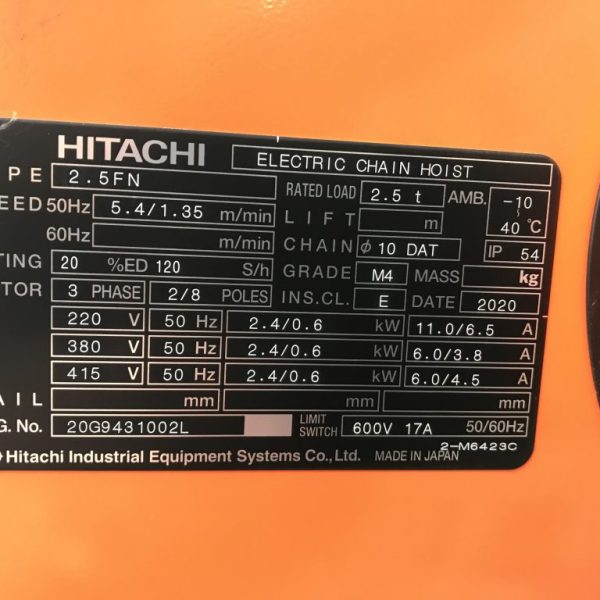 HITACHI ELECTRIC CHAIN HOIST
PE 2.5FN RATED LOAD 2.5 t AMB. -10 ~ 40 °C
EED 50Hz 5.4/1.35 m/min LIFT m
60Hz m/min CHAIN φ 10 DAT IP 54
TING 20 %ED 120 S/h GRADE M4 MASS kg
TOR 3 PHASE 2/8 POLES INS.CL. E DATE 2020
220 V 50 Hz 2.4/0.6 kW 11.0/6.5 A
380 V 50 Hz 2.4/0.6 kW 6.0/3.8 A
415 V 50 Hz 2.4/0.6 kW 6.0/4.5 A
AIL mm mm mm
G. No. 20G9431002L LIMIT SWITCH 600V 17A 50/60Hz
2-M6423C
Hitachi Industrial Equipment Systems Co., Ltd. MADE IN JAPAN